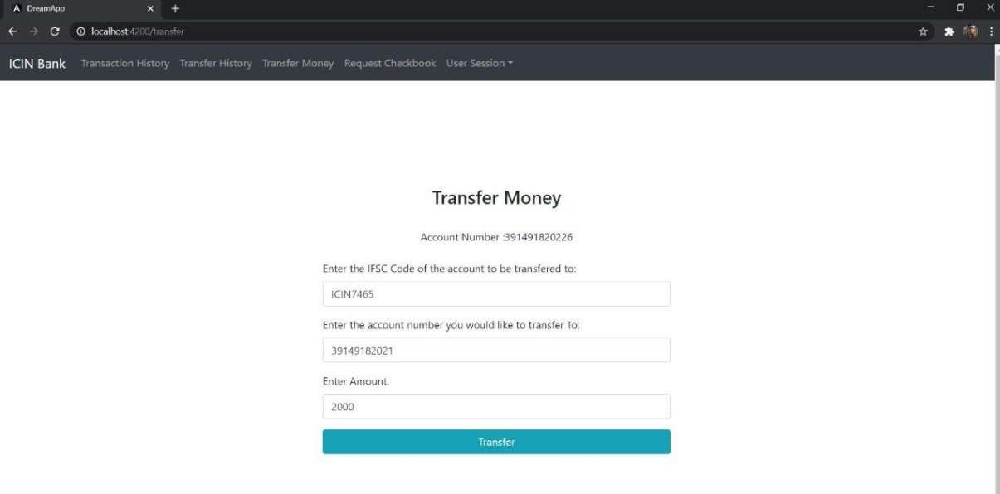 DreamApp
localhost:4200/transfer
ICIN Bank Transaction History Transfer History Transfer Money Request Checkbook User Session
Transfer Money
Account Number :391491820226
Enter the IFSC Code of the account to be transfered to:
ICIN7465
Enter the account number you would like to transfer To:
39149182021
Enter Amount:
2000
Transfer